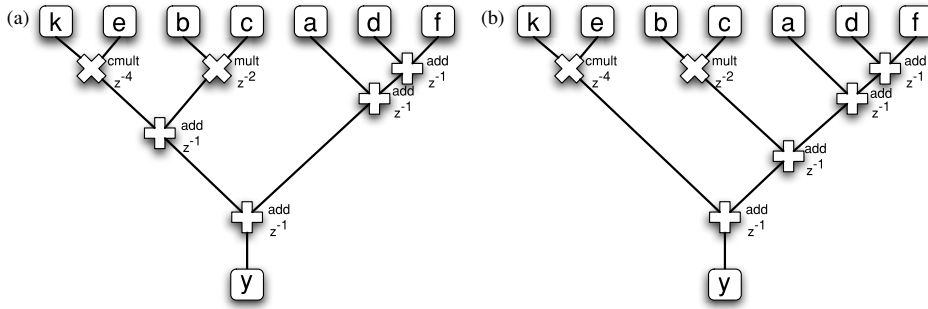 (a)
k e b c a d f
cmult
z-4
mult
z-2
add
z-1
add
z-1
add
z-1
add
z-1
y
(b)
k e b c a d f
cmult
z-4
mult
z-2
add
z-1
add
z-1
add
z-1
add
z-1
y